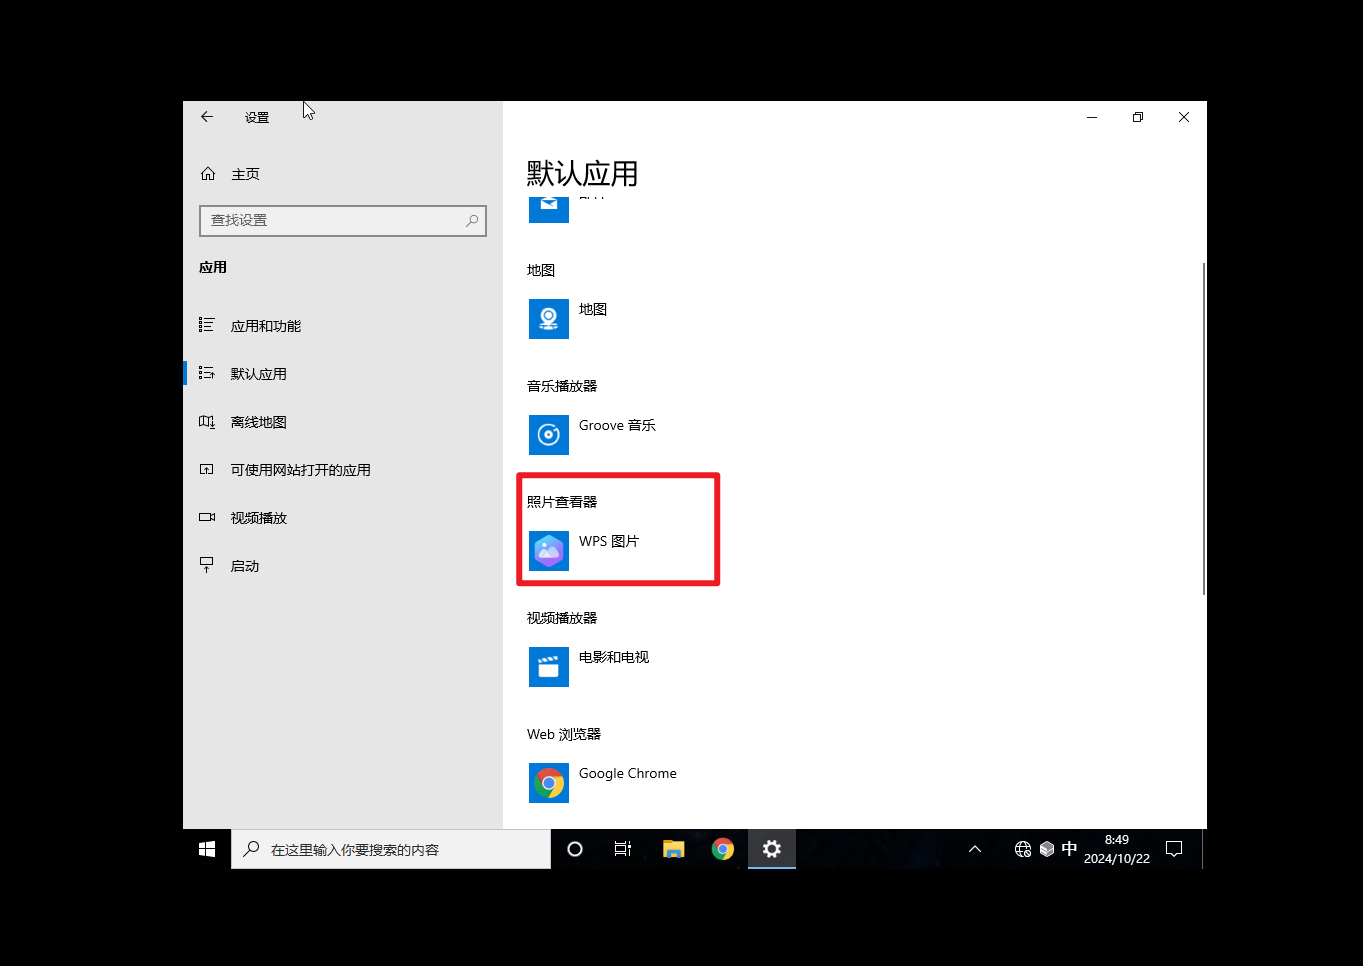 设置
主页
查找设置
应用
应用和功能
默认应用
离线地图
可使用网站打开的应用
视频播放
启动
默认应用
地图
地图
音乐播放器
Groove 音乐
照片查看器
WPS 图片
视频播放器
电影和电视
Web 浏览器
Google Chrome
在这里输入你要搜索的内容
中
8:49
2024/10/22